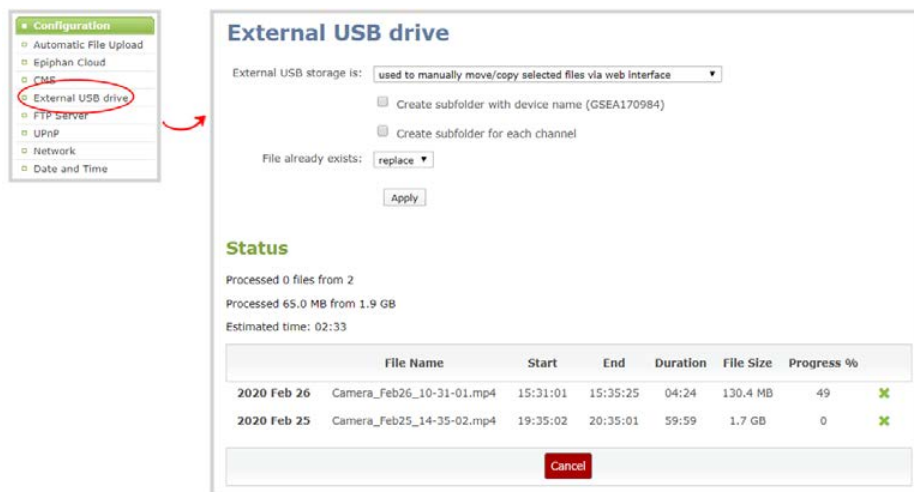 Configuration
Automatic File Upload
Epiphan Cloud
CMS
External USB drive
FTP Server
UPnP
Network
Date and Time
External USB drive
External USB storage is: used to manually move/copy selected files via web interface
Create subfolder with device name (GSEA170984)
Create subfolder for each channel
File already exists: replace
Apply
Status
Processed 0 files from 2
Processed 65.0 MB from 1.9 GB
Estimated time: 02:33
File Name Start End Duration File Size Progress %
2020 Feb 26 Camera_Feb26_10-31-01.mp4 15:31:01 15:35:25 04:24 130.4 MB 49
2020 Feb 25 Camera_Feb25_14-35-02.mp4 19:35:02 20:35:01 59:59 1.7 GB 0
Cancel